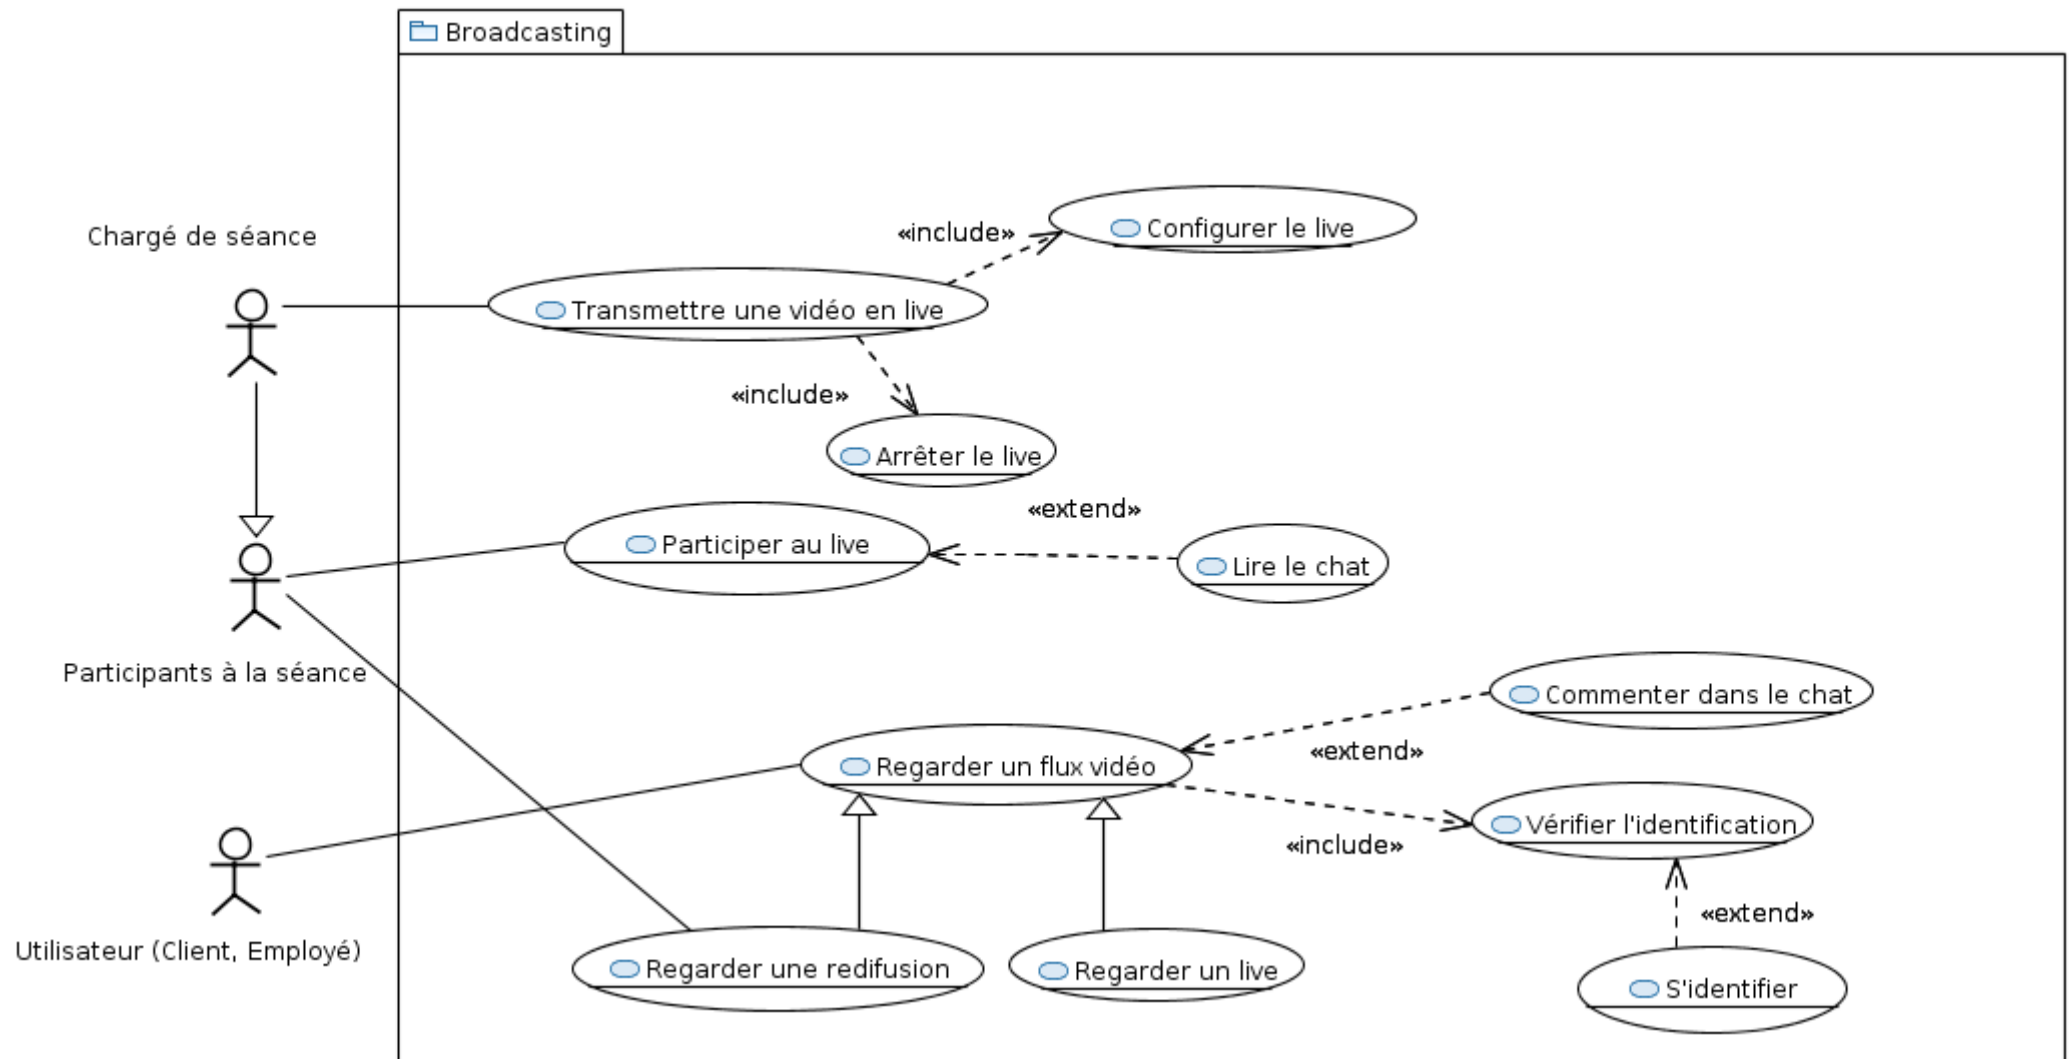 Broadcasting
Chargé de séance
«include»
Configurer le live
Transmettre une vidéo en live
«include»
Arrêter le live
«extend»
Participer au live
Lire le chat
Participants à la séance
Commenter dans le chat
«extend»
Regarder un flux vidéo
Vérifier l'identification
«include»
«extend»
Utilisateur (Client, Employé)
Regarder une redifusion
Regarder un live
S'identifier